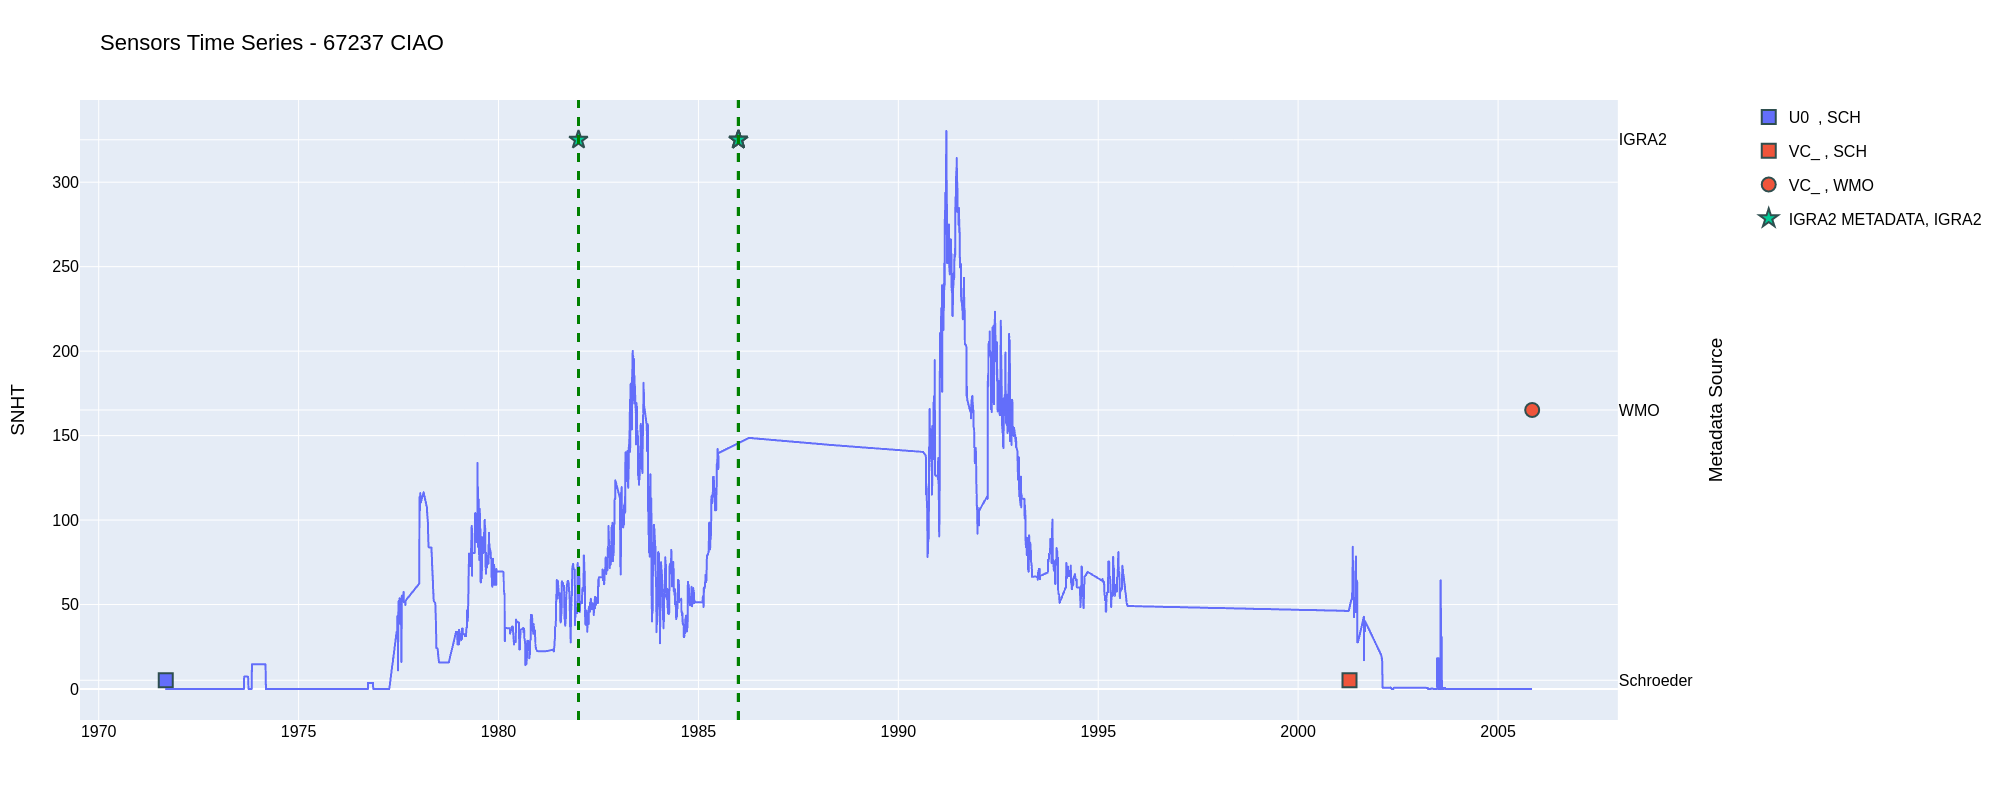 Sensors Time Series - 67237 CIAO
U0  , SCH
VC_ , SCH
VC_ , WMO
IGRA2 METADATA, IGRA2
SNHT
300
250
200
150
100
50
0
1970 1975 1980 1985 1990 1995 2000 2005
IGRA2
WMO
Schroeder
Metadata Source